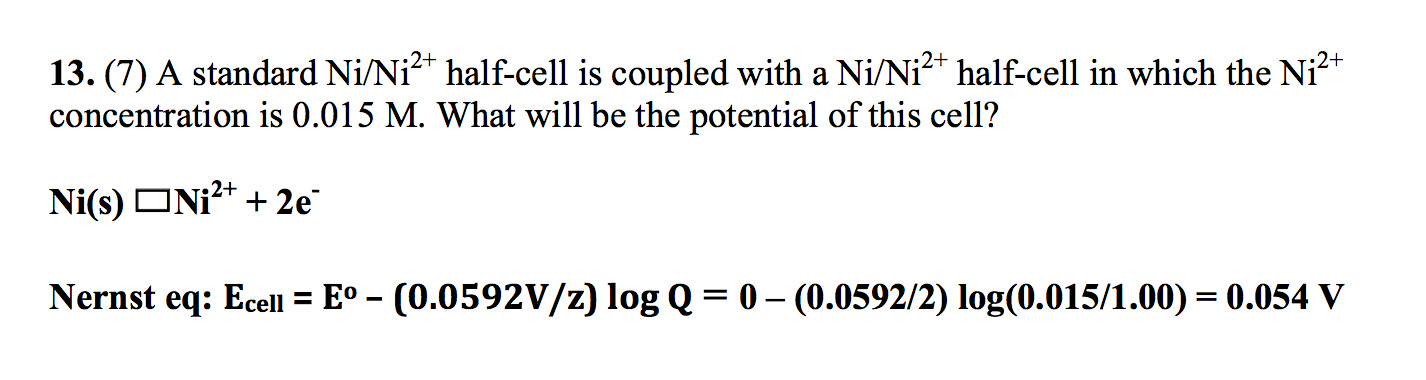 13. (7) A standard Ni/Ni²⁺ half-cell is coupled with a Ni/Ni²⁺ half-cell in which the Ni²⁺
concentration is 0.015 M. What will be the potential of this cell?
Ni(s) □Ni²⁺ + 2e⁻
Nernst eq: Ecell = Eº – (0.0592V/z) log Q = 0 – (0.0592/2) log(0.015/1.00) = 0.054 V